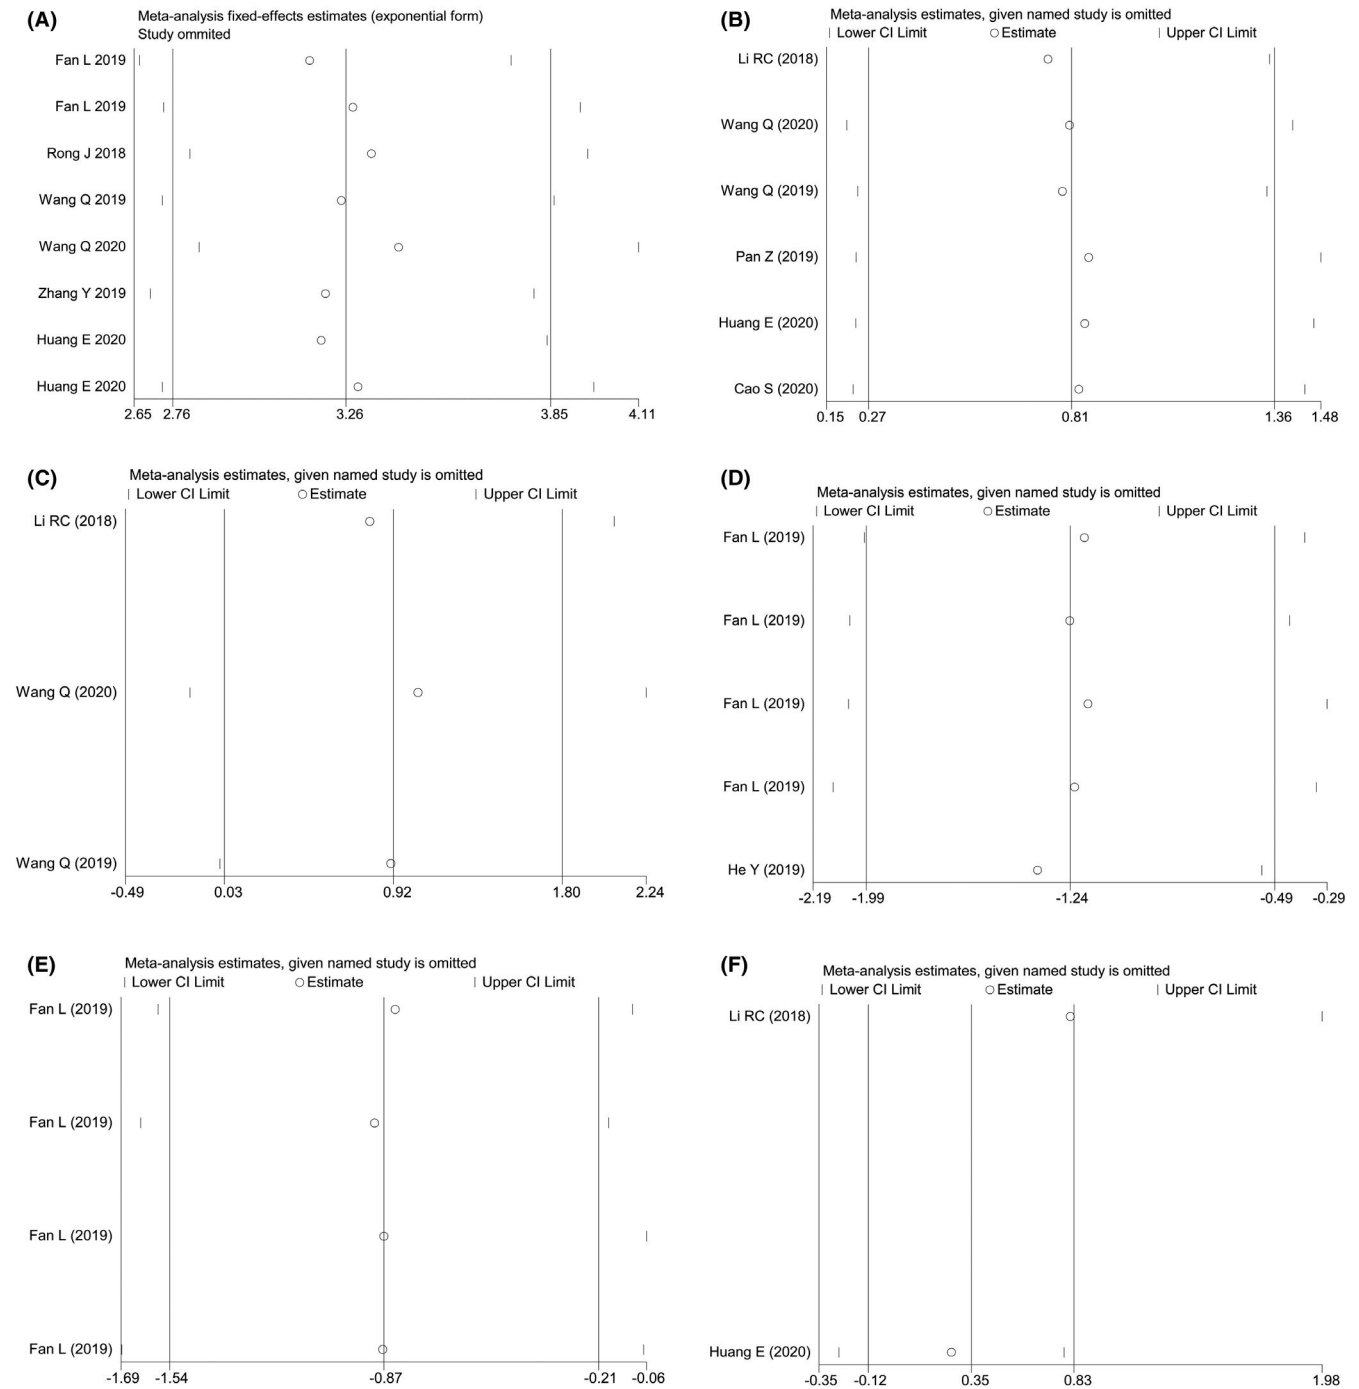 (A)
Meta-analysis fixed-effects estimates (exponential form)
Study ommited
Fan L 2019
Fan L 2019
Rong J 2018
Wang Q 2019
Wang Q 2020
Zhang Y 2019
Huang E 2020
Huang E 2020
2.65 2.76 3.26 3.85 4.11
(B)
Meta-analysis estimates, given named study is omitted
Lower CI Limit Estimate Upper CI Limit
Li RC (2018)
Wang Q (2020)
Wang Q (2019)
Pan Z (2019)
Huang E (2020)
Cao S (2020)
0.15 0.27 0.81 1.36 1.48
(C)
Meta-analysis estimates, given named study is omitted
Lower CI Limit Estimate Upper CI Limit
Li RC (2018)
Wang Q (2020)
Wang Q (2019)
-0.49 0.03 0.92 1.80 2.24
(D)
Meta-analysis estimates, given named study is omitted
Lower CI Limit Estimate Upper CI Limit
Fan L (2019)
Fan L (2019)
Fan L (2019)
Fan L (2019)
He Y (2019)
-2.19 -1.99 -1.24 -0.49 -0.29
(E)
Meta-analysis estimates, given named study is omitted
Lower CI Limit Estimate Upper CI Limit
Fan L (2019)
Fan L (2019)
Fan L (2019)
Fan L (2019)
-1.69 -1.54 -0.87 -0.21 -0.06
(F)
Meta-analysis estimates, given named study is omitted
Lower CI Limit Estimate Upper CI Limit
Li RC (2018)
Huang E (2020)
-0.35 -0.12 0.35 0.83 1.98